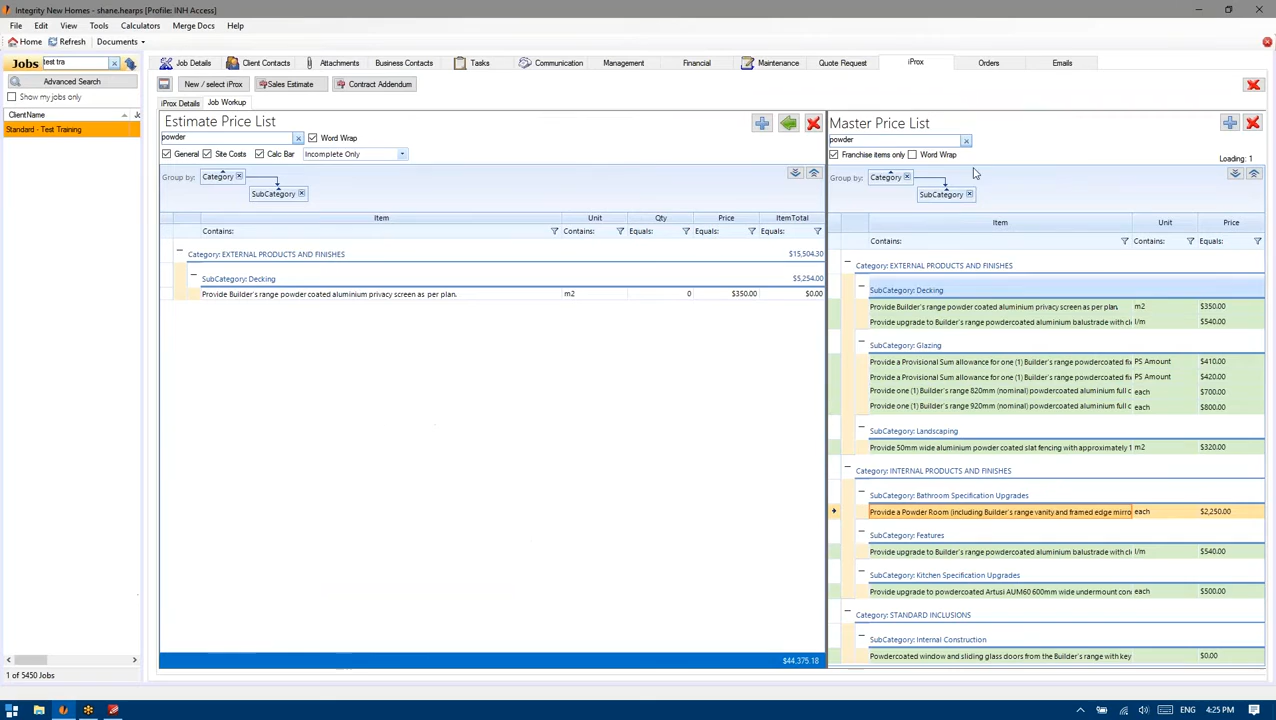 Integrity New Homes - shane.hearps [Profile: INH Access]
File Edit View Tools Calculators Merge Docs Help
Home Refresh Documents
Jobs test tra
Advanced Search
Show my jobs only
ClientName
Standard - Test Training
1 of 5450 Jobs
Job Details Client Contacts Attachments Business Contacts Tasks Communication Management Financial Maintenance Quote Request iProx Orders Emails
New / select iProx Sales Estimate Contract Addendum
iProx Details Job Workup
Estimate Price List
powder Word Wrap
General Site Costs Calc Bar Incomplete Only
Group by: Category
SubCategory
Item Unit Qty Price ItemTotal
Contains: Contains: Equals: Equals: Equals:
Category: EXTERNAL PRODUCTS AND FINISHES $15,504.30
SubCategory: Decking $5,254.00
Provide Builder's range powder coated aluminium privacy screen as per plan. m2 0 $350.00 $0.00
$44,375.18
Master Price List
powder
Franchise items only Word Wrap Loading: 1
Group by: Category
SubCategory
Item Unit Price
Contains: Contains: Equals:
Category: EXTERNAL PRODUCTS AND FINISHES
SubCategory: Decking
Provide Builder's range powder coated aluminium privacy screen as per plan. m2 $350.00
Provide upgrade to Builder's range powdercoated aluminium balustrade with cl l/m $540.00
SubCategory: Glazing
Provide a Provisional Sum allowance for one (1) Builder's range powdercoated fi PS Amount $410.00
Provide a Provisional Sum allowance for one (1) Builder's range powdercoated fi PS Amount $420.00
Provide one (1) Builder's range 820mm (nominal) powdercoated aluminium full c each $700.00
Provide one (1) Builder's range 920mm (nominal) powdercoated aluminium full c each $800.00
SubCategory: Landscaping
Provide 50mm wide aluminium powder coated slat fencing with approximately 1 m2 $320.00
Category: INTERNAL PRODUCTS AND FINISHES
SubCategory: Bathroom Specification Upgrades
Provide a Powder Room (including Builder's range vanity and framed edge mirro each $2,250.00
SubCategory: Features
Provide upgrade to Builder's range powdercoated aluminium balustrade with cl l/m $540.00
SubCategory: Kitchen Specification Upgrades
Provide upgrade to powdercoated Artusi AUM60 600mm wide undermount con each $500.00
Category: STANDARD INCLUSIONS
SubCategory: Internal Construction
Powdercoated window and sliding glass doors from the Builder's range with key $0.00
ENG 4:25 PM